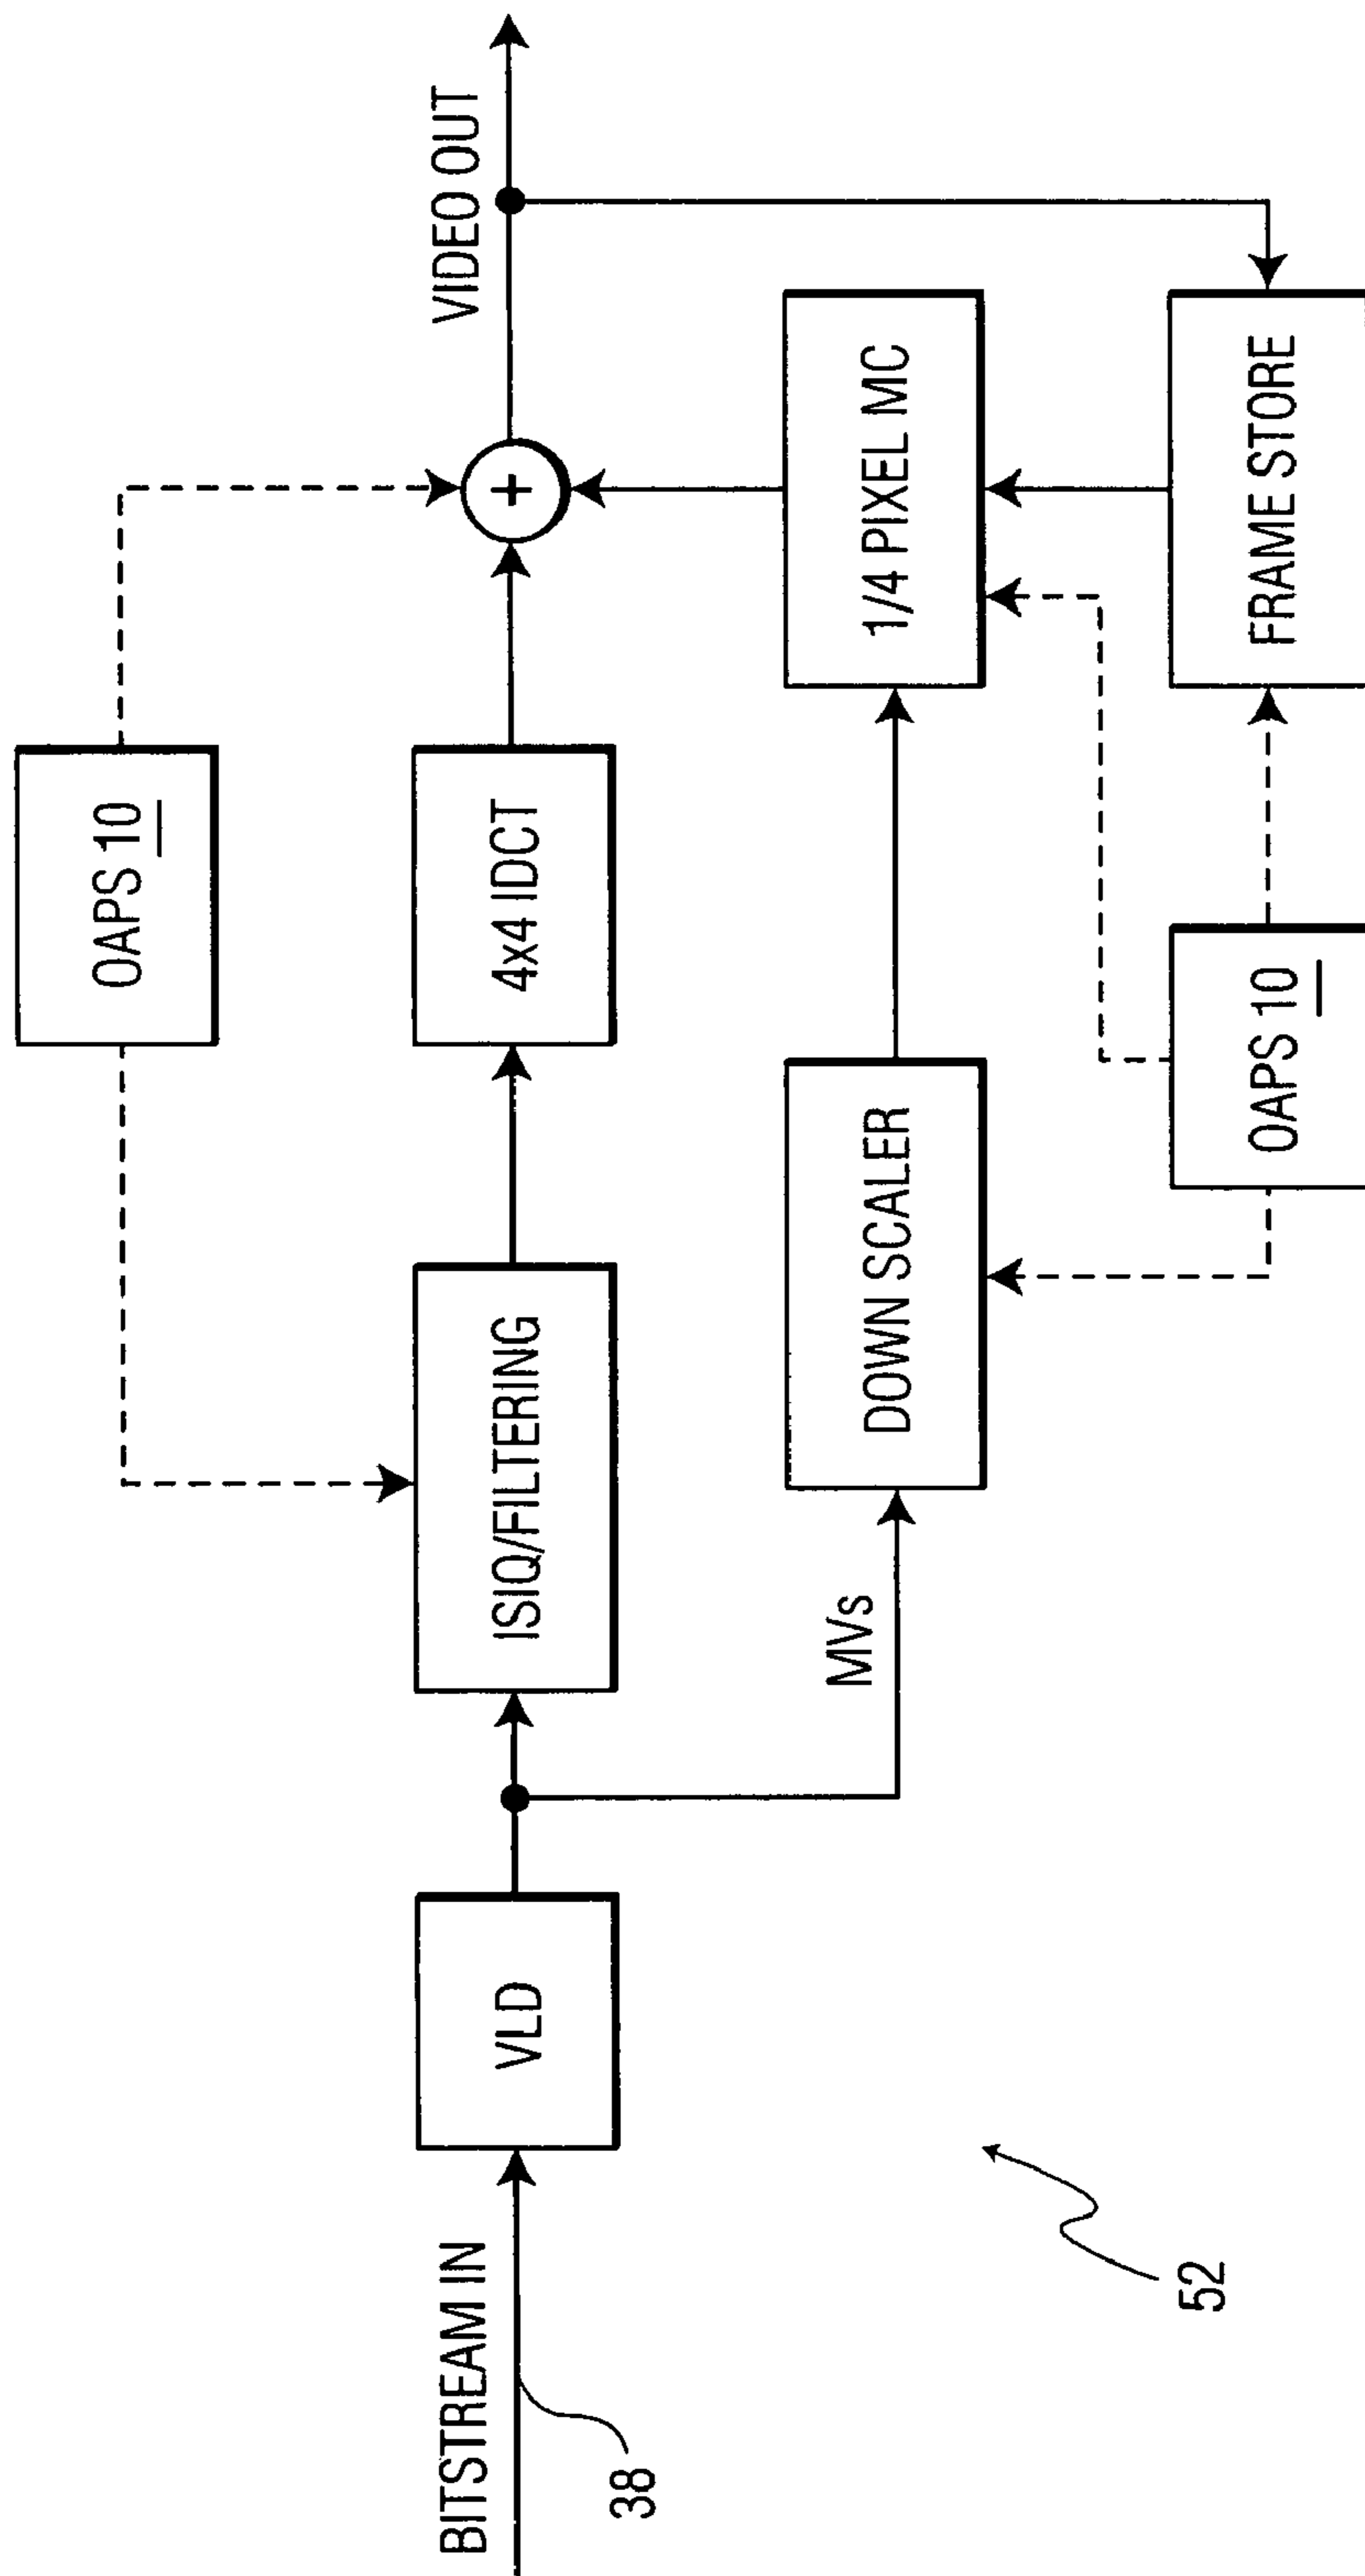 OAPS 10
BITSTREAM IN
38
VLD
ISIQ/FILTERING
4x4 IDCT
+
VIDEO OUT
MVs
DOWN SCALER
1/4 PIXEL MC
OAPS 10
FRAME STORE
52